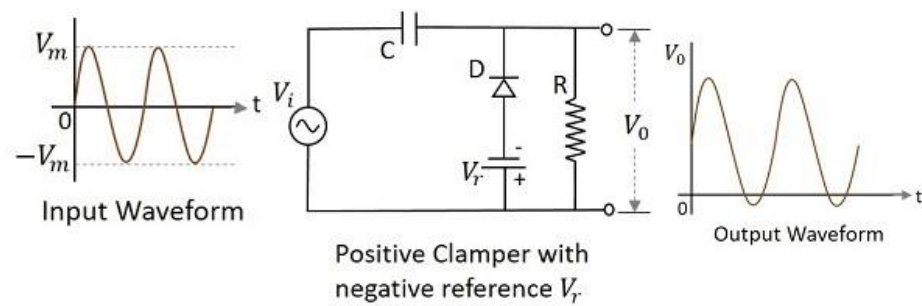 V_m
0
-V_m
t
Input Waveform
V_i
C
D
R
V_r
-
+
V_0
Positive Clamper with
negative reference V_r
V_0
0
t
Output Waveform